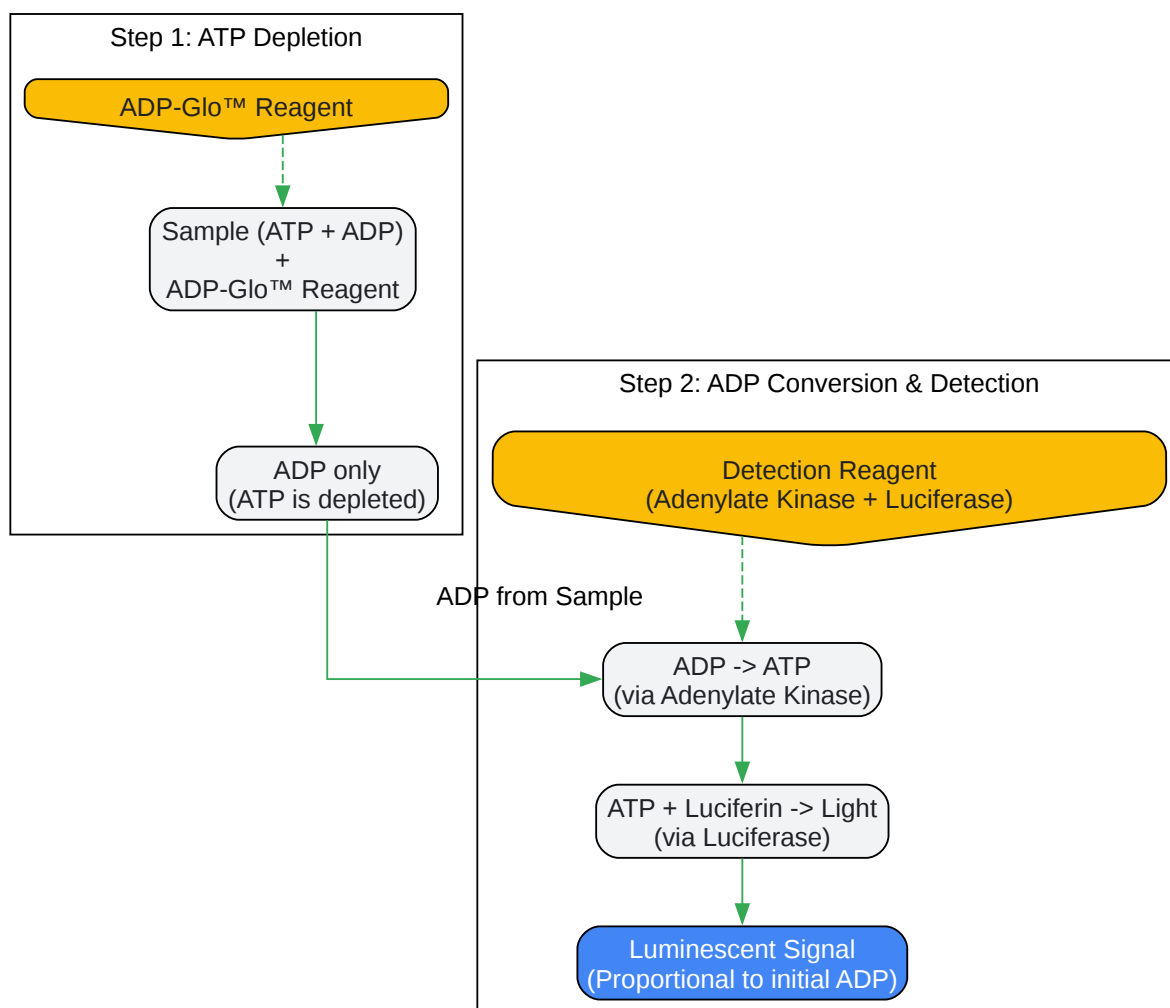 Step 1: ATP Depletion
ADP-Glo™ Reagent
Sample (ATP + ADP)
+
ADP-Glo™ Reagent
ADP only
(ATP is depleted)
Step 2: ADP Conversion & Detection
Detection Reagent
(Adenylate Kinase + Luciferase)
ADP from Sample
ADP -> ATP
(via Adenylate Kinase)
ATP + Luciferin -> Light
(via Luciferase)
Luminescent Signal
(Proportional to initial ADP)